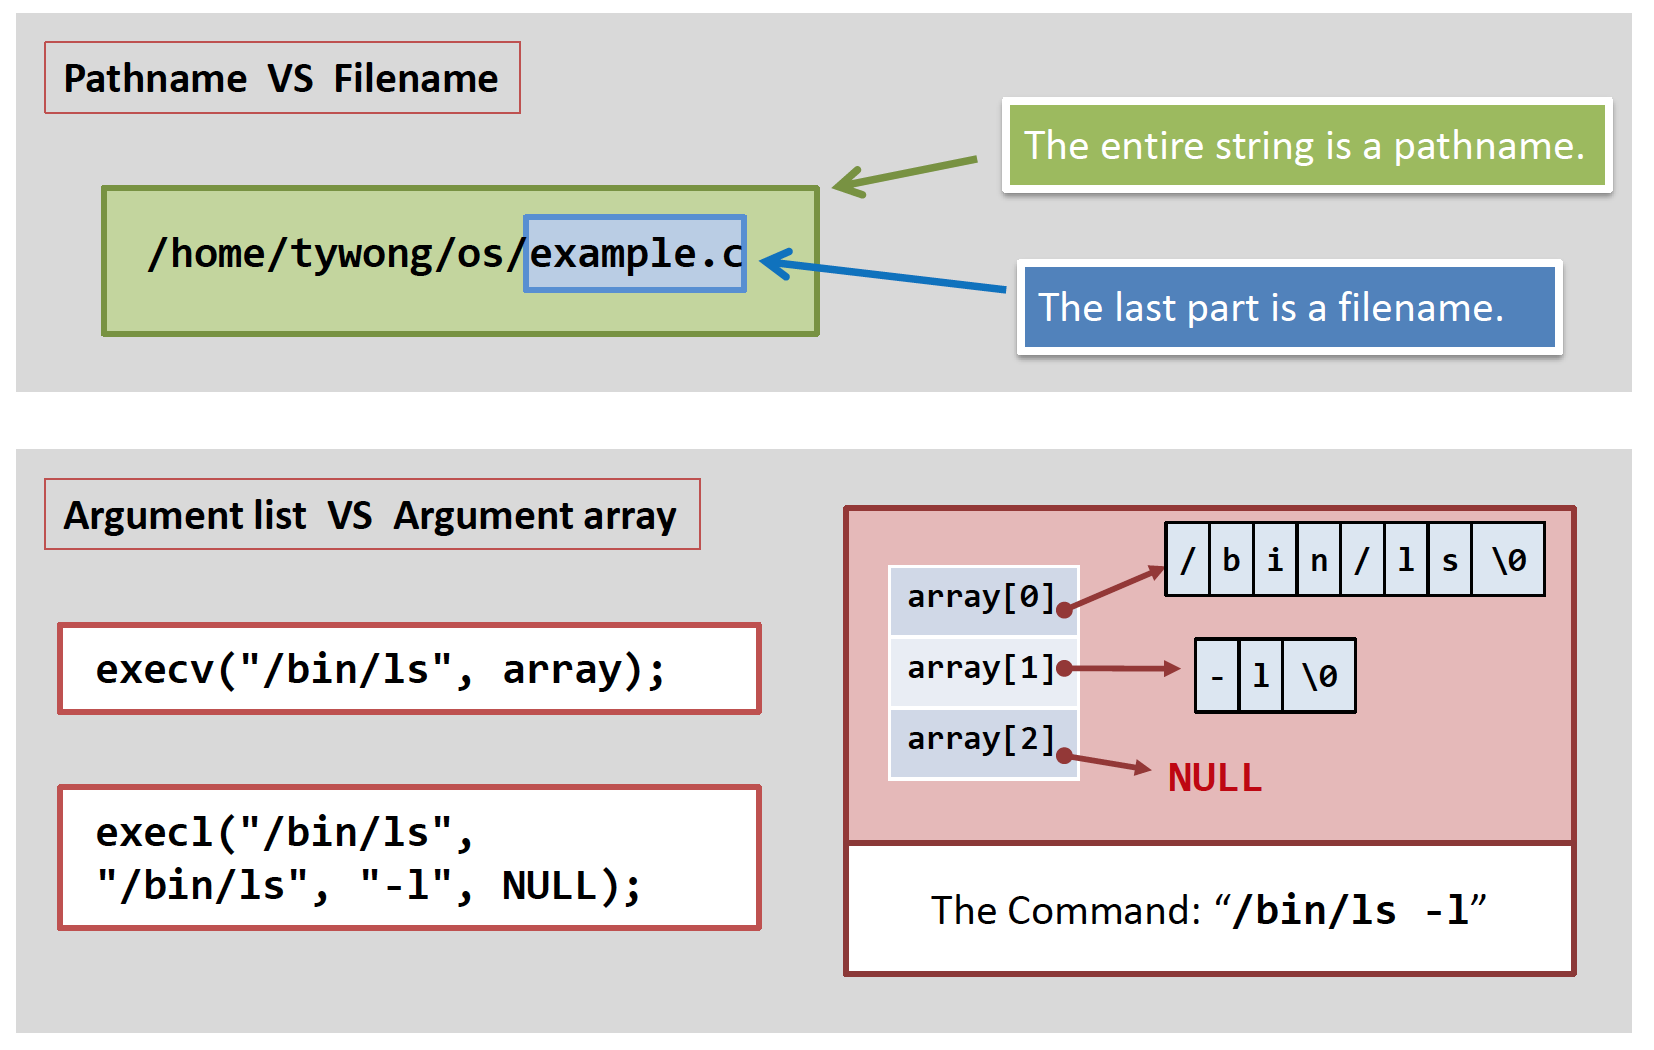 Pathname VS Filename
The entire string is a pathname.
/home/tywong/os/example.c
The last part is a filename.
Argument list VS Argument array
execv("/bin/ls", array);
execl("/bin/ls",
"/bin/ls", "-l", NULL);
array[0]
/ b i n / l s \0
array[1]
- l \0
array[2]
NULL
The Command: “/bin/ls -l”